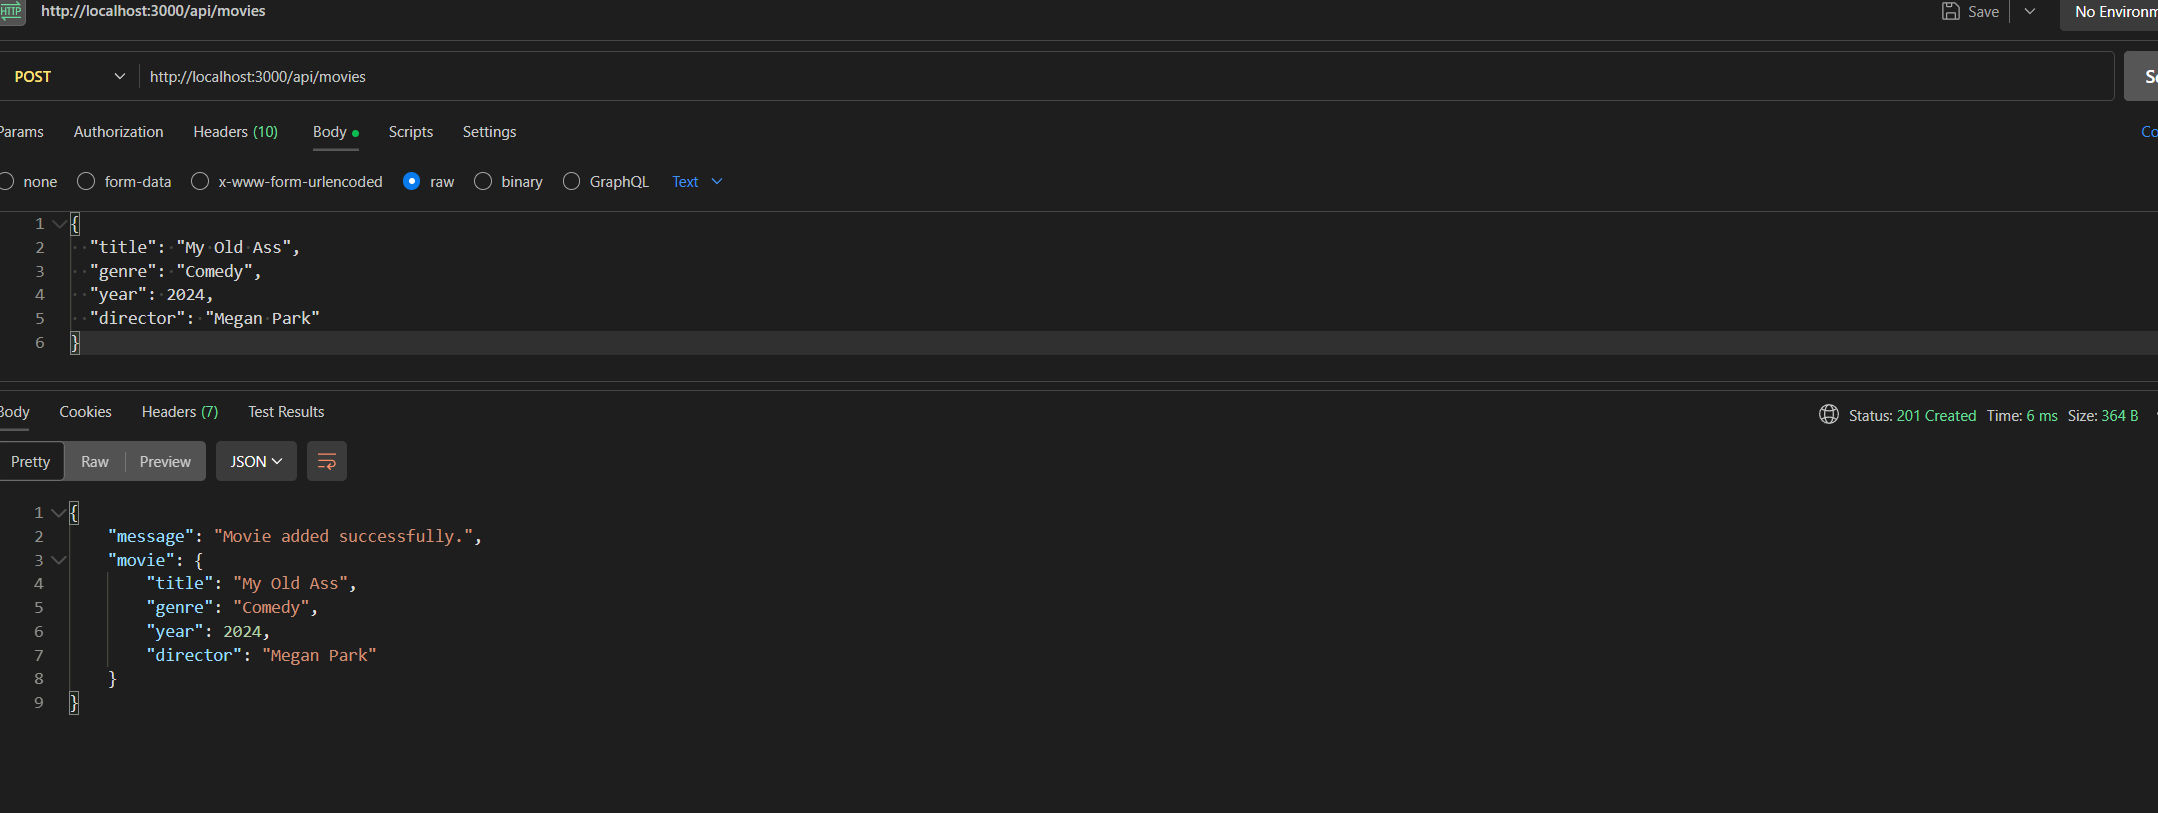 HTTP http://localhost:3000/api/movies Save No Environm
POST http://localhost:3000/api/movies
Params Authorization Headers (10) Body Scripts Settings
none form-data x-www-form-urlencoded raw binary GraphQL Text
1 {
2 "title": "My Old Ass",
3 "genre": "Comedy",
4 "year": 2024,
5 "director": "Megan Park"
6 }
Body Cookies Headers (7) Test Results Status: 201 Created Time: 6 ms Size: 364 B
Pretty Raw Preview JSON
1 {
2 "message": "Movie added successfully.",
3 "movie": {
4 "title": "My Old Ass",
5 "genre": "Comedy",
6 "year": 2024,
7 "director": "Megan Park"
8 }
9 }